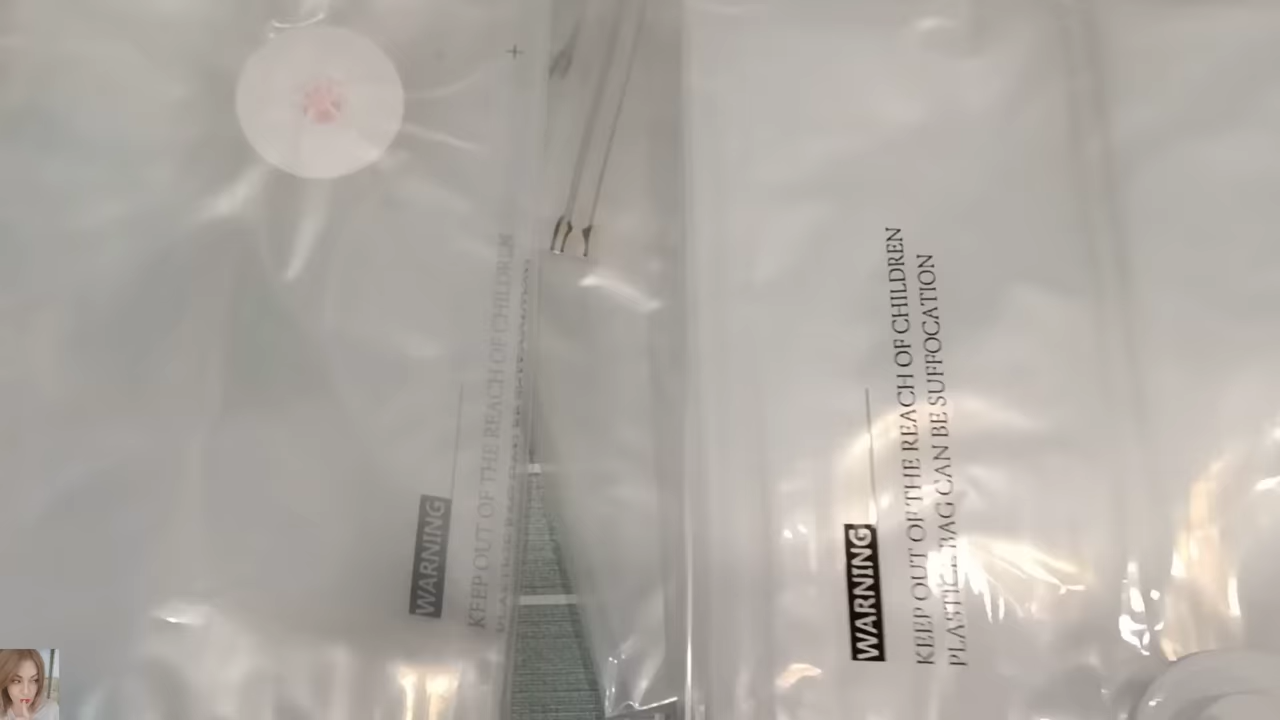 WARNING
KEEP OUT OF THE REACH OF CHILDREN
WARNING
KEEP OUT OF THE REACH OF CHILDREN
PLASTIC BAG CAN BE SUFFOCATION